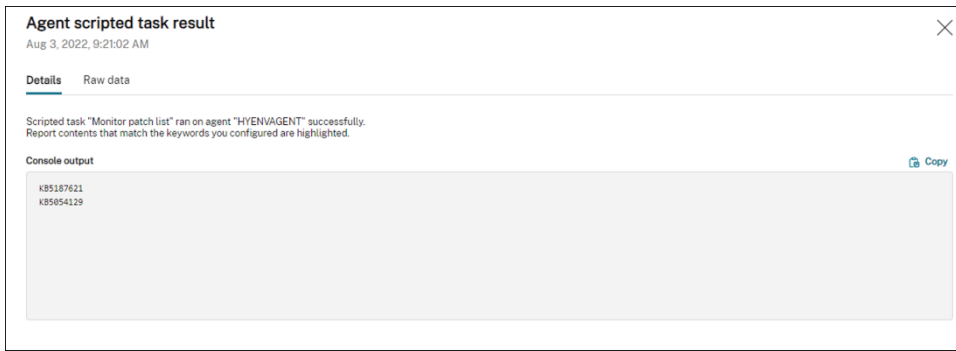 Agent scripted task result
Aug 3, 2022, 9:21:02 AM
Details Raw data
Scripted task "Monitor patch list" ran on agent "HYENVAGENT" successfully.
Report contents that match the keywords you configured are highlighted.
Console output Copy
KB5187621
KB5054129